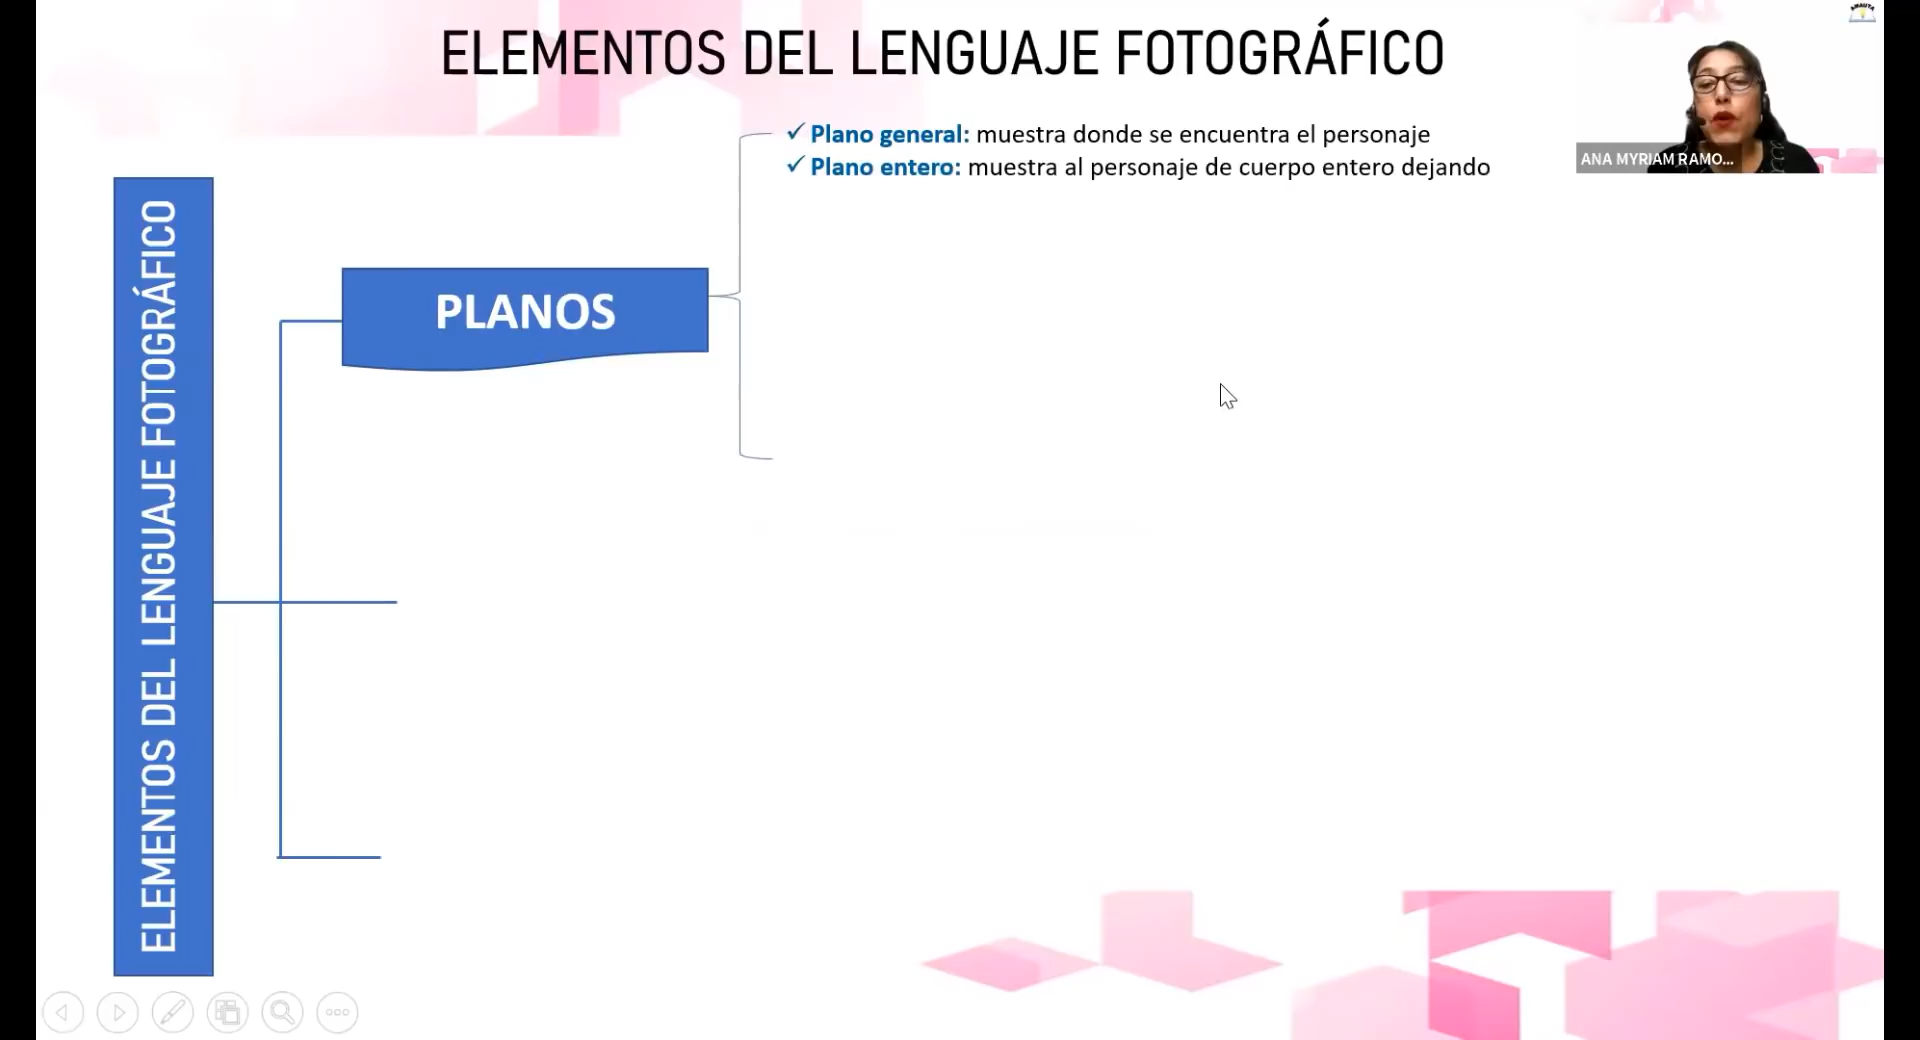 ELEMENTOS DEL LENGUAJE FOTOGRÁFICO
✓ Plano general: muestra donde se encuentra el personaje
✓ Plano entero: muestra al personaje de cuerpo entero dejando
ANA MYRIAM RAMO...
AMAUTA
PLANOS
ELEMENTOS DEL LENGUAJE FOTOGRÁFICO